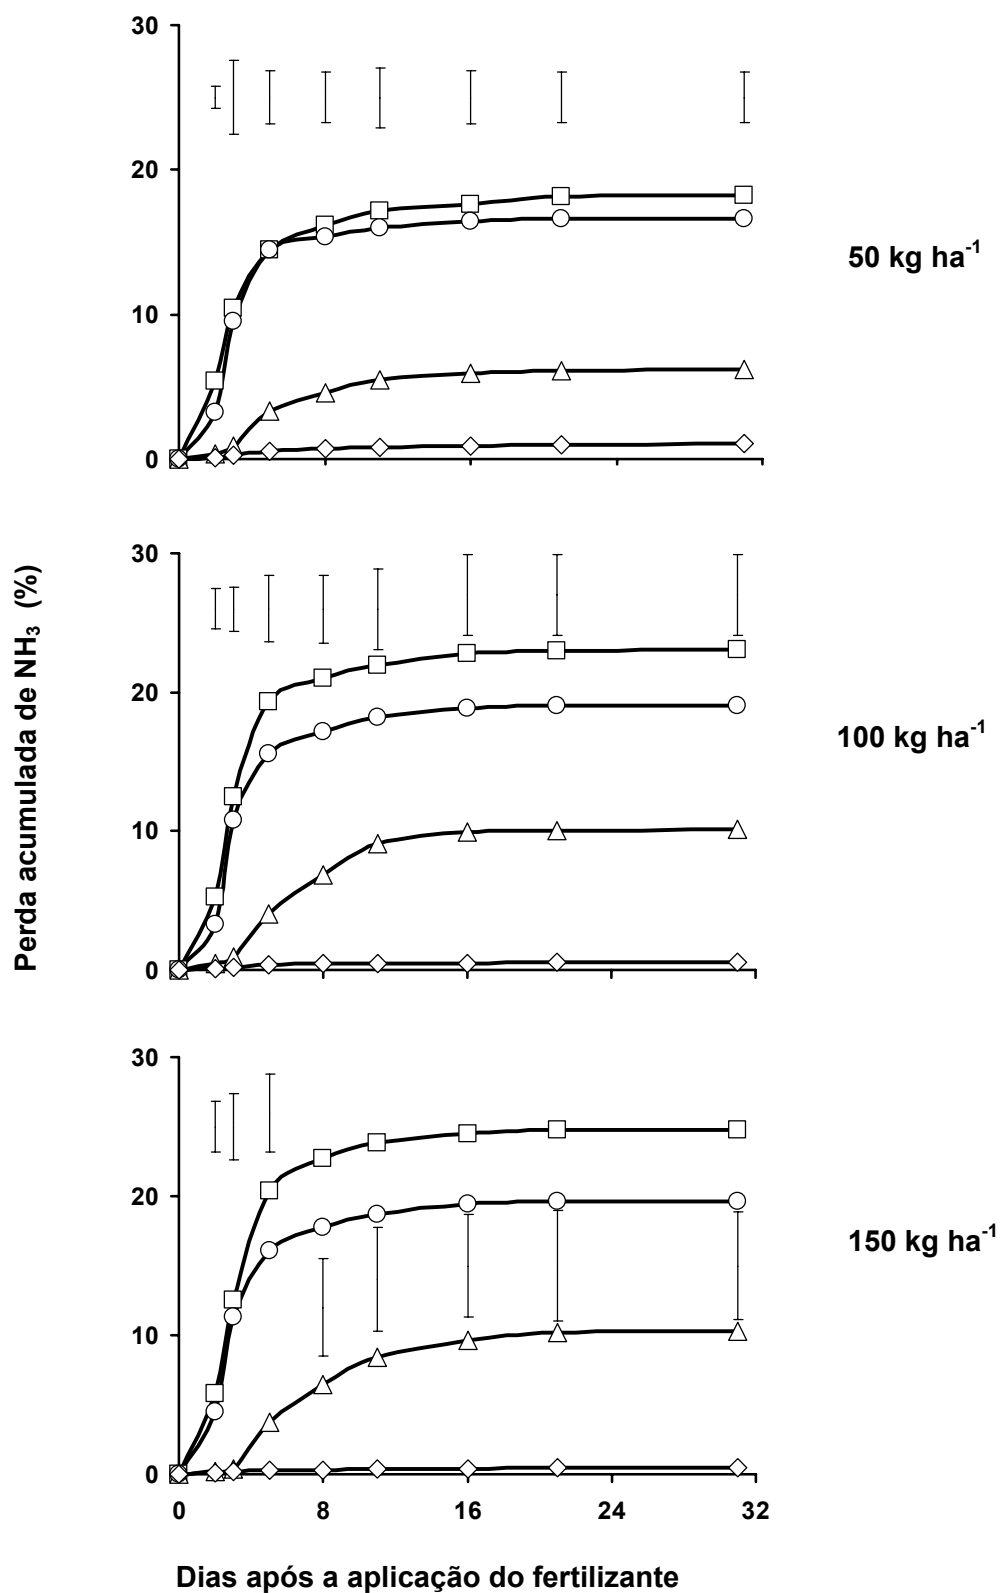 30
20
10
0
50 kg ha-1
30
20
10
0
100 kg ha-1
30
20
10
0
150 kg ha-1
0 8 16 24 32
Perda acumulada de NH3 (%)
Dias após a aplicação do fertilizante